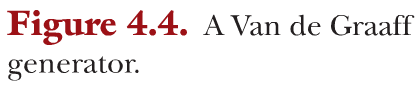 Figure 4.4. A Van de Graaff
generator.